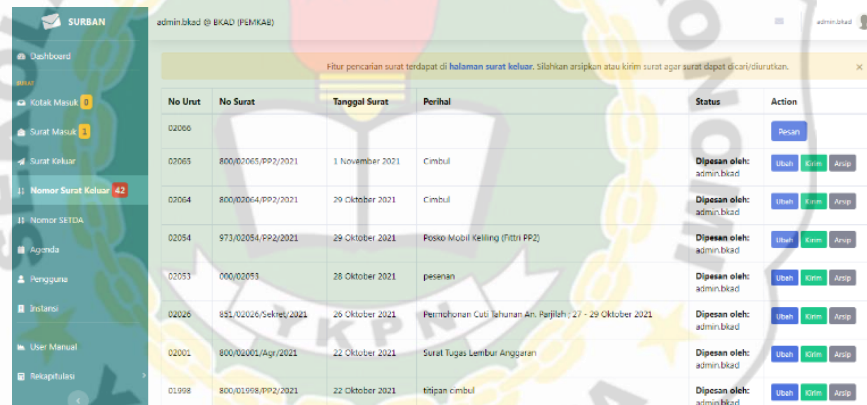 SURBAN
admin.bkad @ BKAD (PEMKAB)
admin.bkad
Dashboard
SURAT
Kotak Masuk 0
Surat Masuk 1
Surat Keluar
Nomor Surat Keluar 42
Nomor SETDA
Agenda
Pengguna
Instansi
User Manual
Rekapitulasi
Fitur pencarian surat terdapat di halaman surat keluar. Silahkan arsipkan atau kirim surat agar surat dapat dicari/diurutkan.
No Urut No Surat Tanggal Surat Perihal Status Action
02066 Pesan
02065 800/02065/PP2/2021 1 November 2021 Cimbul Dipesan oleh: admin.bkad Ubah Kirim Arsip
02064 800/02064/PP2/2021 29 Oktober 2021 Cimbul Dipesan oleh: admin.bkad Ubah Kirim Arsip
02054 973/02054/PP2/2021 29 Oktober 2021 Posko Mobil Keliling (Fittri PP2) Dipesan oleh: admin.bkad Ubah Kirim Arsip
02053 000/02053 28 Oktober 2021 pesenan Dipesan oleh: admin.bkad Ubah Kirim Arsip
02026 851/02026/Sekret/2021 26 Oktober 2021 Permohonan Cuti Tahunan An. Parjilah ; 27 - 29 Oktober 2021 Dipesan oleh: admin.bkad Ubah Kirim Arsip
02001 800/02001/Agr/2021 22 Oktober 2021 Surat Tugas Lembur Anggaran Dipesan oleh: admin.bkad Ubah Kirim Arsip
01998 800/01998/PP2/2021 22 Oktober 2021 titipan cimbul Dipesan oleh: admin.bkad Ubah Kirim Arsip
YKPN